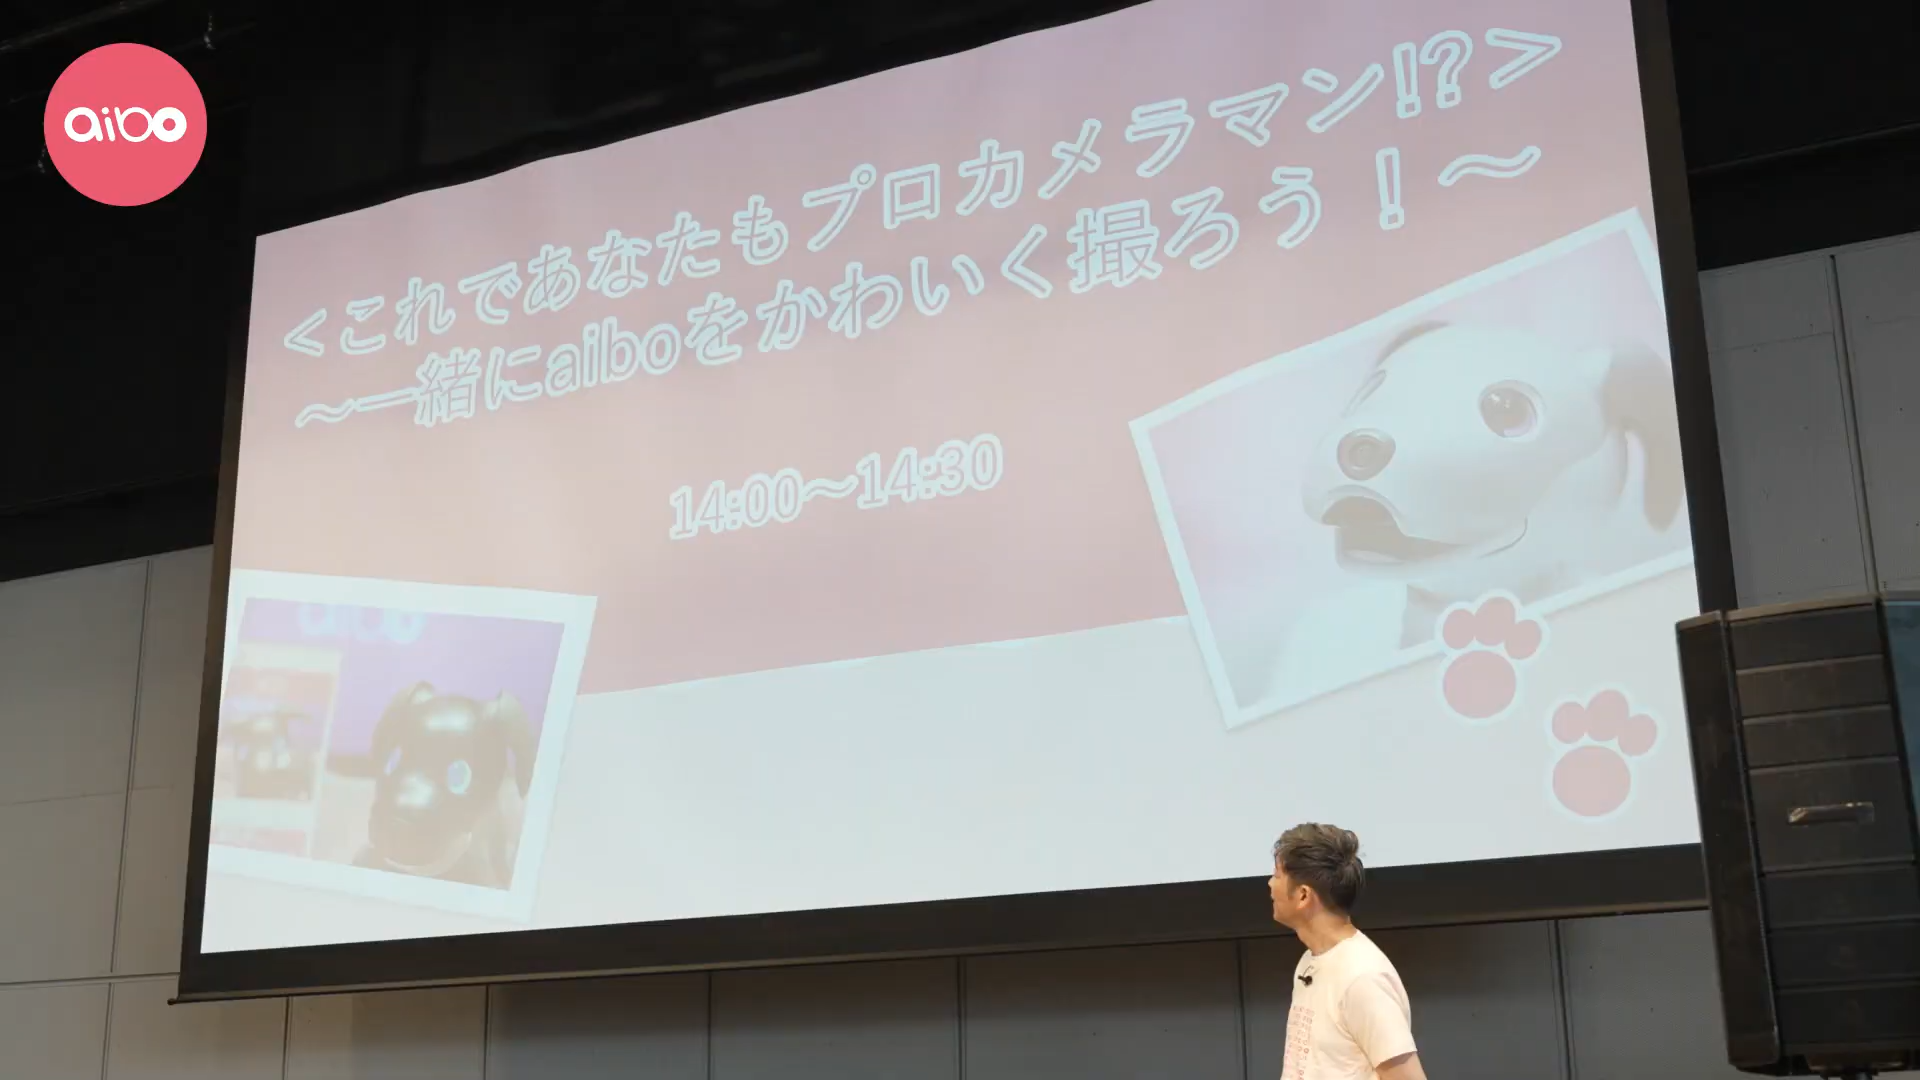 aibo
＜これであなたもプロカメラマン!?＞
～一緒にaiboをかわいく撮ろう！～
14:00～14:30
aibo